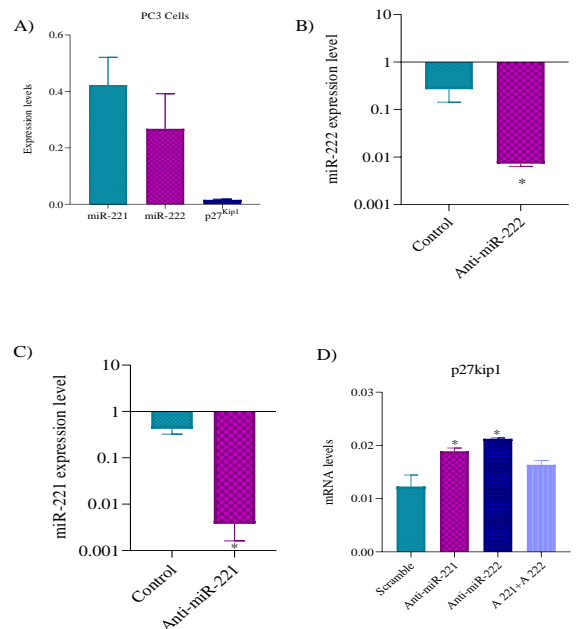 A)
PC3 Cells
Expression levels
0.6
0.4
0.2
0.0
miR-221 miR-222 p27Kip1
B)
miR-222 expression level
1
0.1
0.01
0.001
*
Control
Anti-miR-222
C)
miR-221 expression level
10
1
0.1
0.01
0.001
*
Control
Anti-miR-221
D)
p27kip1
mRNA levels
0.03
0.02
0.01
0.00
* *
Scramble
Anti-miR-221
Anti-miR-222
A 221+A 222